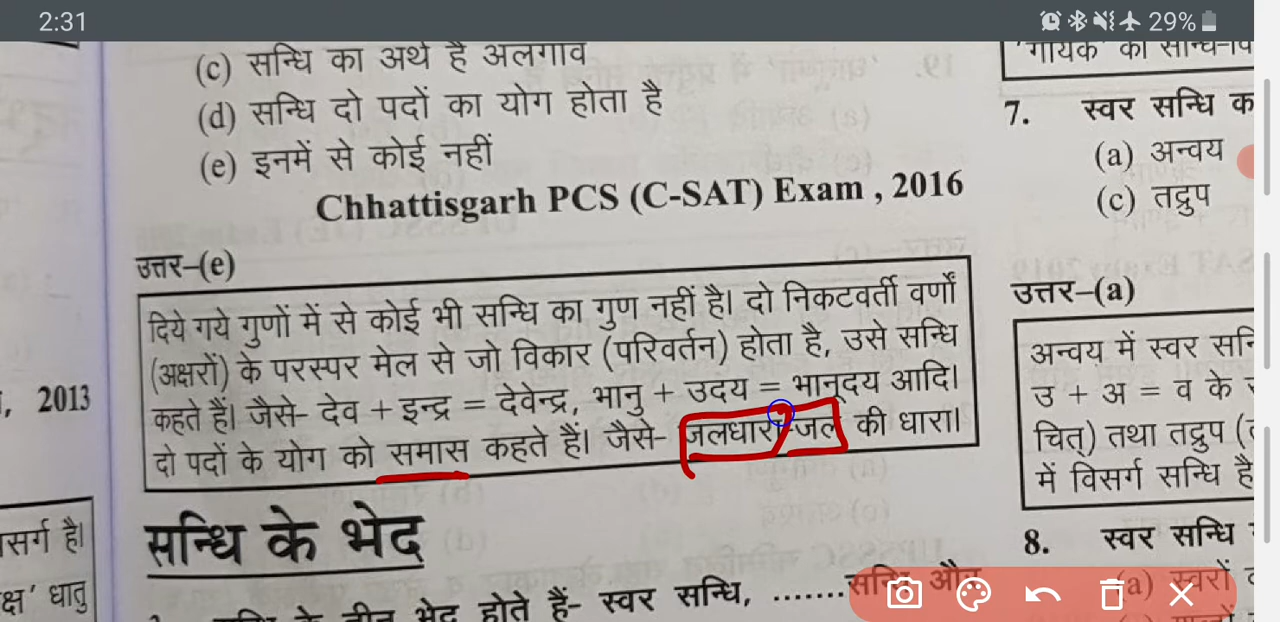 2:31
29%
(c) सन्धि का अर्थ है अलगाव
(d) सन्धि दो पदों का योग होता है
(e) इनमें से कोई नहीं
Chhattisgarh PCS (C-SAT) Exam , 2016
उत्तर–(e)
दिये गये गुणों में से कोई भी सन्धि का गुण नहीं है। दो निकटवर्ती वर्णों
(अक्षरों) के परस्पर मेल से जो विकार (परिवर्तन) होता है, उसे सन्धि
कहते हैं। जैसे- देव + इन्द्र = देवेन्द्र, भानु + उदय = भानूदय आदि।
दो पदों के योग को समास कहते हैं। जैसे- जलधारा-जल की धारा।
सन्धि के भेद
भेद होते हैं- स्वर सन्धि, .......सन्धि और
, 2013
है।
क्ष' धातु
7. स्वर सन्धि
(a) अन्वय
(c) तद्रुप
उत्तर–(a)
अन्वय में स्वर
उ + अ = व के
चित्) तथा तद्रुप
में विसर्ग सन्धि है
8. स्वर सन्धि
(a) स्वरों